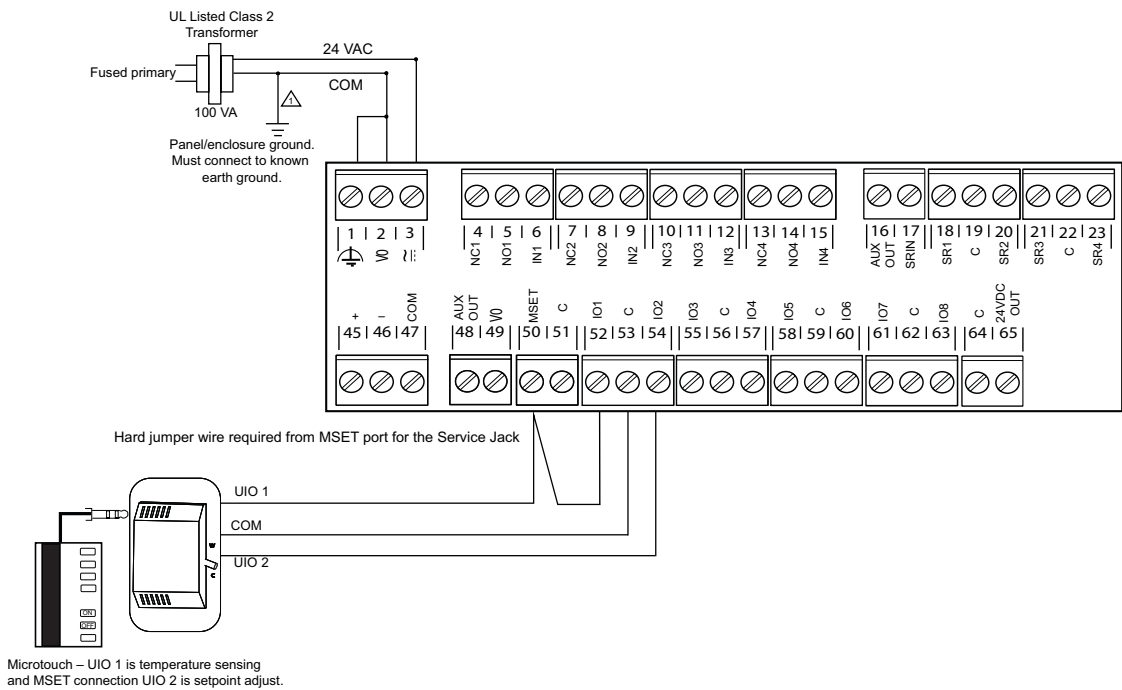 UL Listed Class 2
Transformer
24 VAC
Fused primary
COM
1
100 VA
Panel/enclosure ground.
Must connect to known
earth ground.
1 2 3 4 5 6 7 8 9 10 11 12 13 14 15 16 17 18 19 20 21 22 23
V0 NC1 NO1 IN1 NC2 NO2 IN2 NC3 NO3 IN3 NC4 NO4 IN4 AUX OUT SRIN SR1 C SR2 SR3 C SR4
+ – COM AUX OUT V0 MSET C IO1 C IO2 IO3 C IO4 IO5 C IO6 IO7 C IO8 C 24VDC OUT
45 46 47 48 49 50 51 52 53 54 55 56 57 58 59 60 61 62 63 64 65
Hard jumper wire required from MSET port for the Service Jack
UIO 1
COM
UIO 2
W
C
ON
OFF
Microtouch – UIO 1 is temperature sensing
and MSET connection UIO 2 is setpoint adjust.